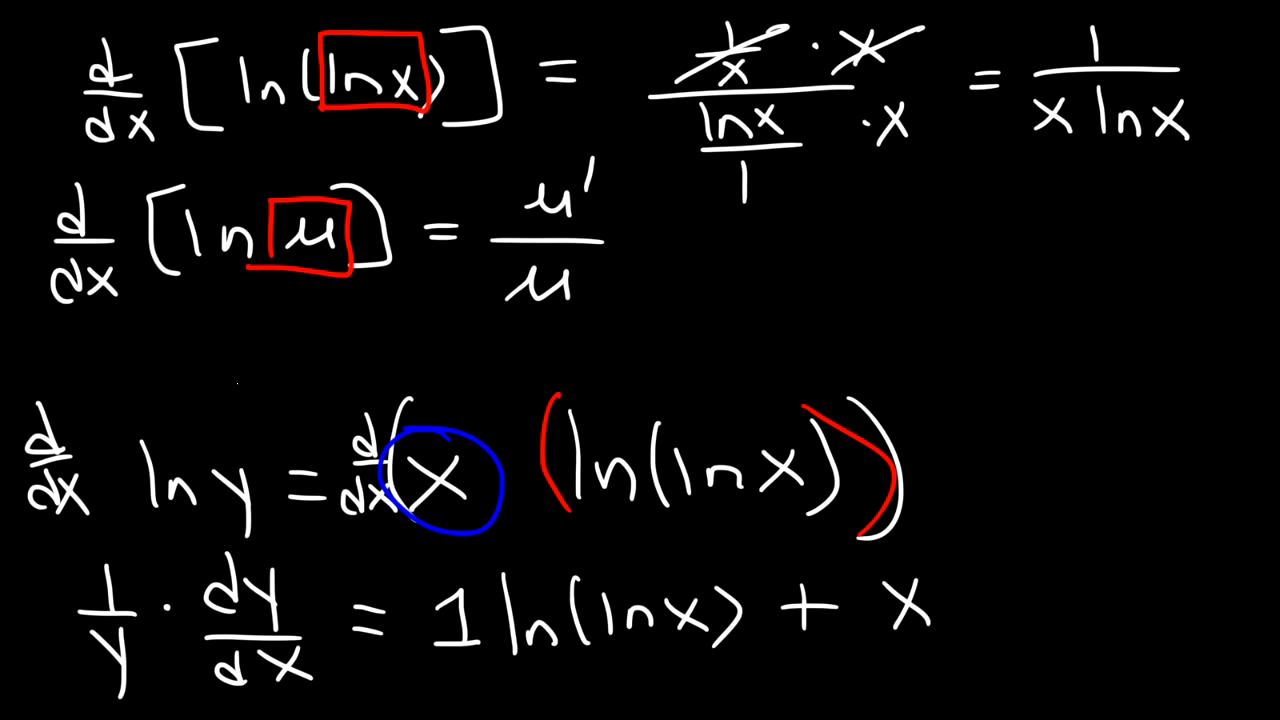 d/dx [ln(lnx)] = (1/x · x)/(lnx/1 · x) = 1/(x lnx)
d/dx [ln μ] = μ'/μ
d/dx ln y = d/dx (x (ln(lnx)))
1/y · dy/dx = 1 ln(lnx) + x